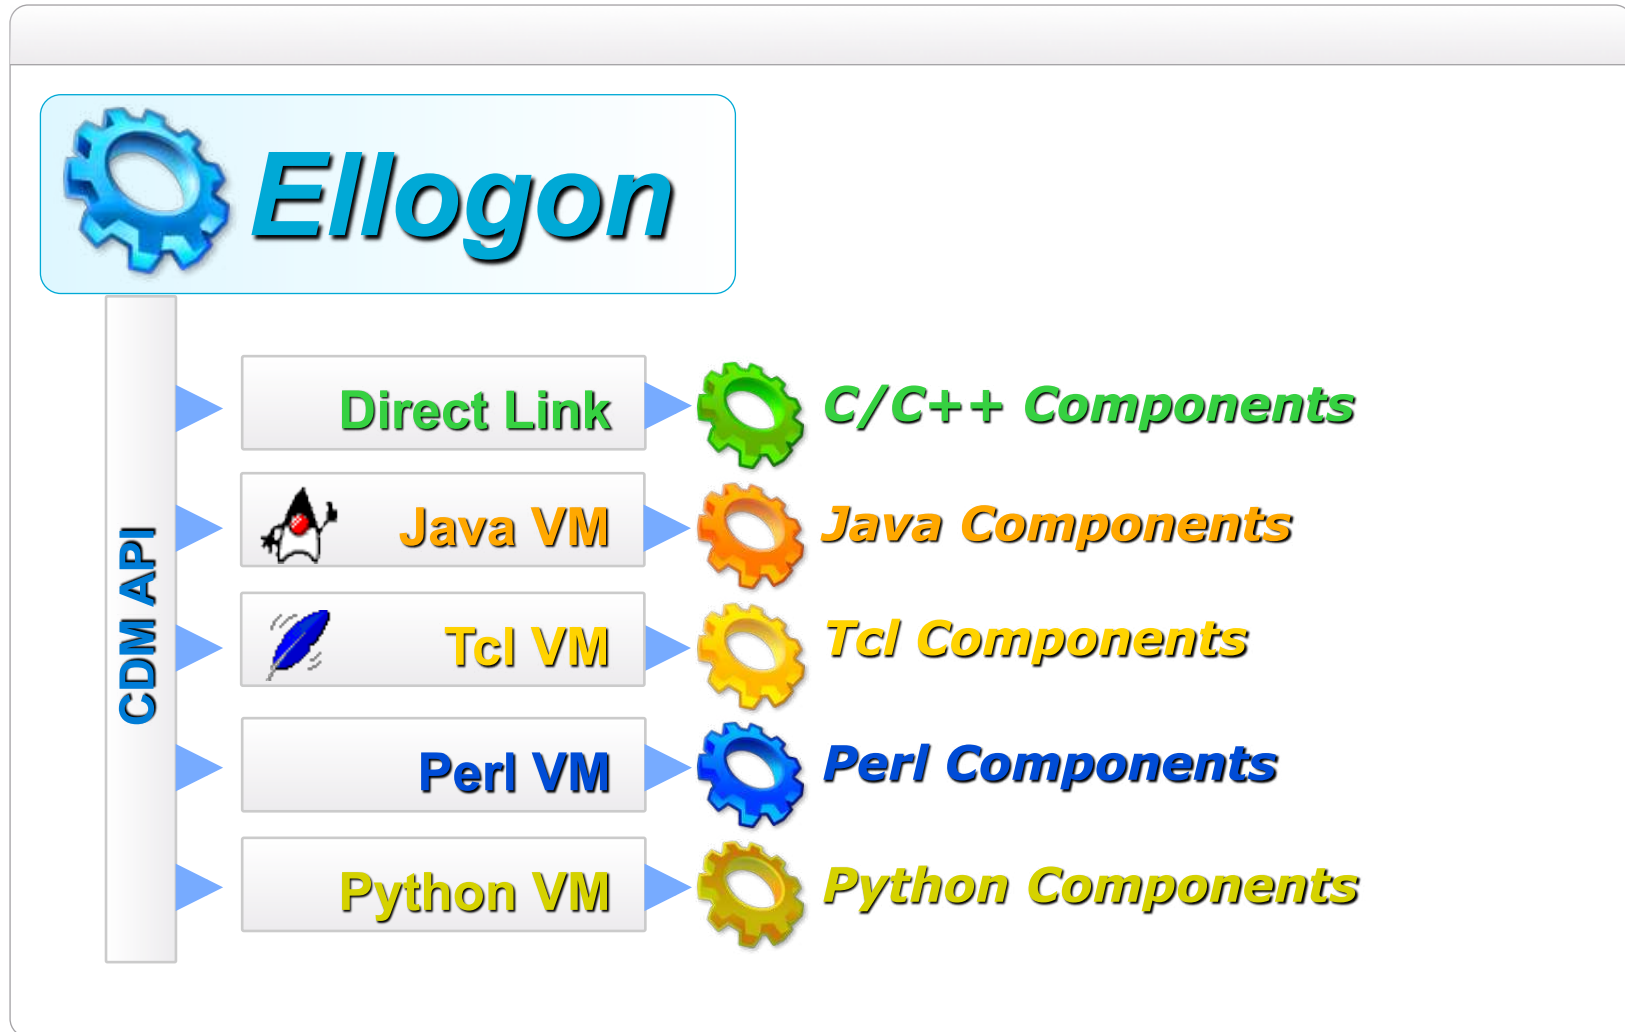 Ellogon
CDM API
Direct Link
C/C++ Components
Java VM
Java Components
Tcl VM
Tcl Components
Perl VM
Perl Components
Python VM
Python Components